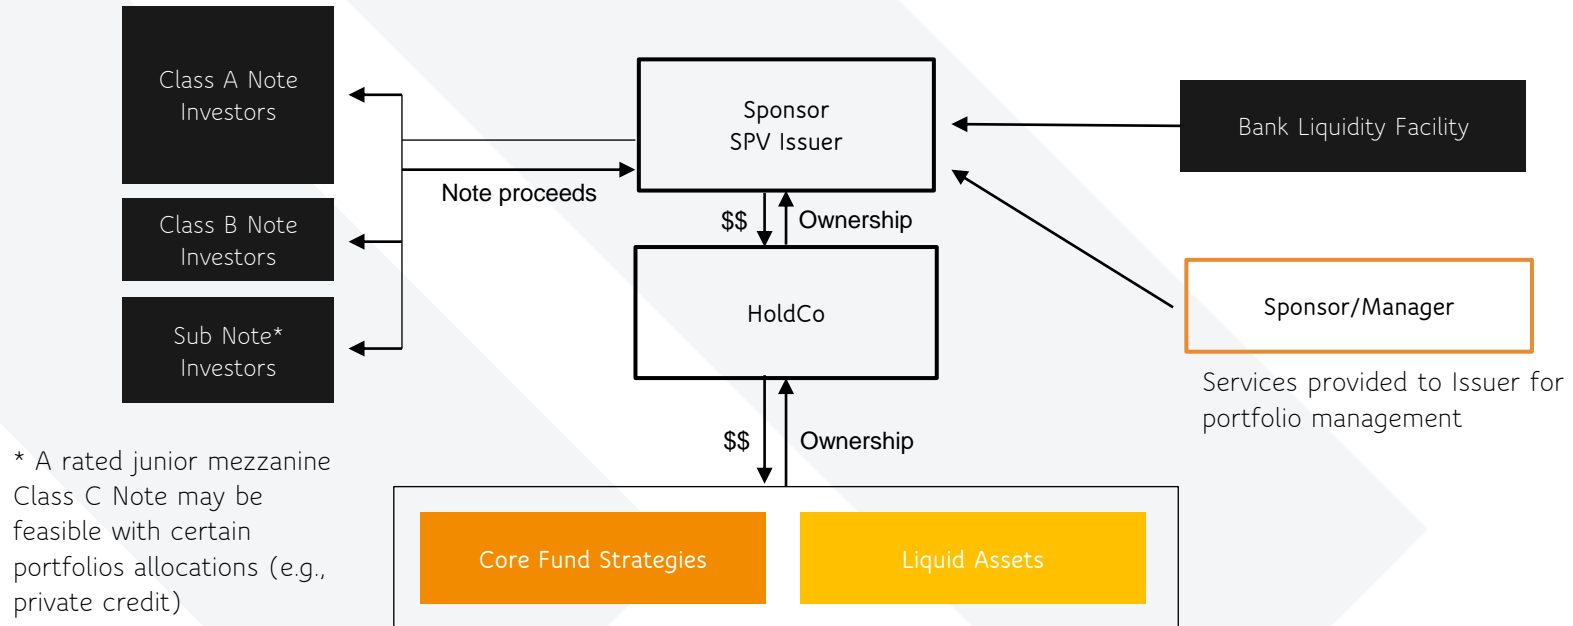 Class A Note
Investors
Class B Note
Investors
Sub Note*
Investors
* A rated junior mezzanine
Class C Note may be
feasible with certain
portfolios allocations (e.g.,
private credit)
Note proceeds
Sponsor
SPV Issuer
$$ Ownership
HoldCo
$$ Ownership
Core Fund Strategies
Liquid Assets
Bank Liquidity Facility
Sponsor/Manager
Services provided to Issuer for
portfolio management